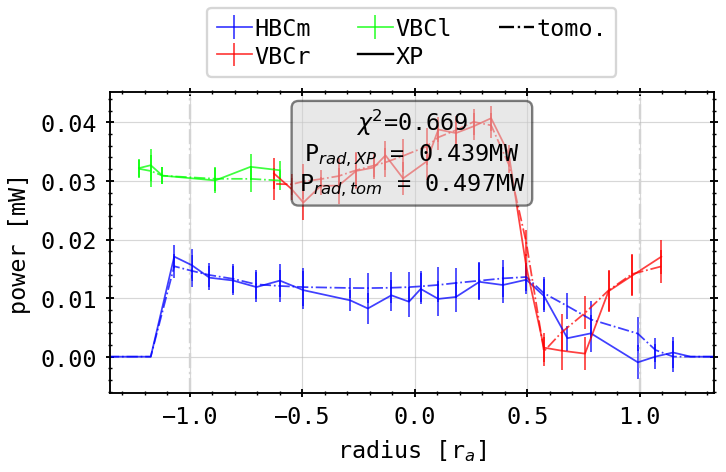 HBCm VBCl tomo.
VBCr XP
χ²=0.669
P_rad,XP = 0.439MW
P_rad,tom = 0.497MW
0.04
0.03
0.02
0.01
0.00
power [mW]
−1.0 −0.5 0.0 0.5 1.0
radius [r_a]